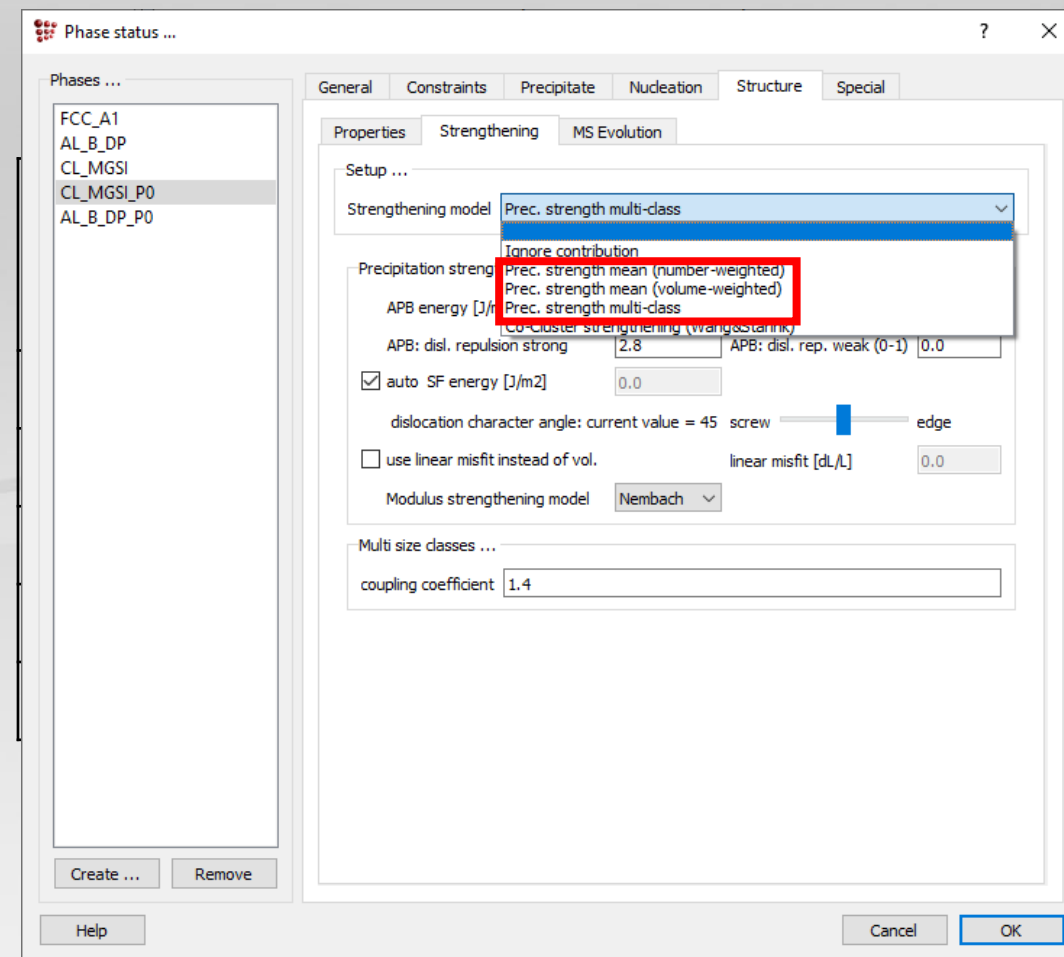 Phase status ...
?
Phases ...
FCC_A1
AL_B_DP
CL_MGSI
CL_MGSI_P0
AL_B_DP_P0
Create ...
Remove
General Constraints Precipitate Nucleation Structure Special
Properties Strengthening MS Evolution
Setup ...
Strengthening model Prec. strength multi-class
Ignore contribution
Prec. strength mean (number-weighted)
Prec. strength mean (volume-weighted)
Prec. strength multi-class
Co-Cluster strengthening (Wang&Starink)
Precipitation streng
APB energy [J/m
APB: disl. repulsion strong 2.8 APB: disl. rep. weak (0-1) 0.0
auto SF energy [J/m2] 0.0
dislocation character angle: current value = 45 screw edge
use linear misfit instead of vol. linear misfit [dL/L] 0.0
Modulus strengthening model Nembach
Multi size classes ...
coupling coefficient 1.4
Help
Cancel
OK